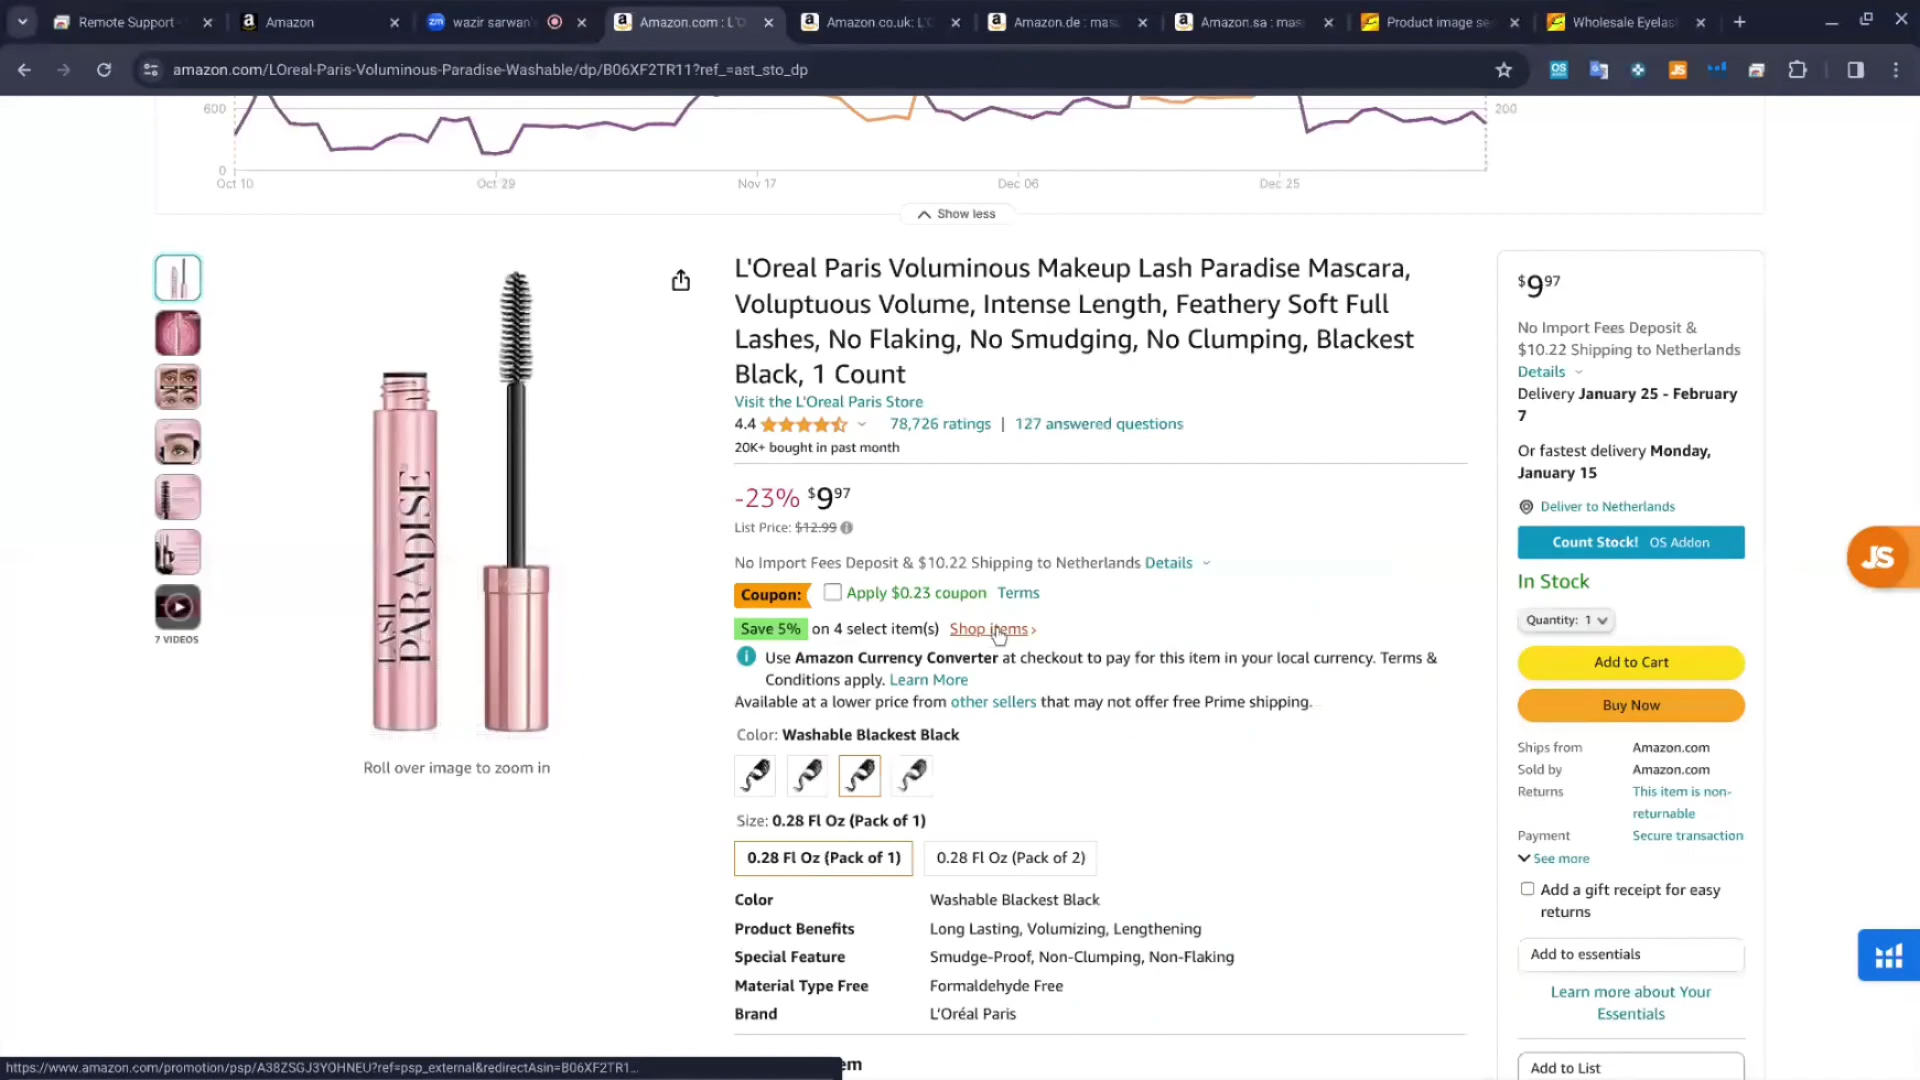 Remote Support
Amazon
zm wazir sarwan'
Amazon.com : L'O
Amazon.co.uk: L'O
Amazon.de : mas
Amazon.sa : mas
Product image se
Wholesale Eyelas
amazon.com/LOreal-Paris-Voluminous-Paradise-Washable/dp/B06XF2TR11?ref_=ast_sto_dp
OS
JS
600
200
0
Oct 10
Oct 29
Nov 17
Dec 06
Dec 25
Show less
7 VIDEOS
LASH
PARADISE
Roll over image to zoom in
L'Oreal Paris Voluminous Makeup Lash Paradise Mascara,
Voluptuous Volume, Intense Length, Feathery Soft Full
Lashes, No Flaking, No Smudging, No Clumping, Blackest
Black, 1 Count
Visit the L'Oreal Paris Store
4.4 78,726 ratings | 127 answered questions
20K+ bought in past month
-23% $9 97
List Price: $12.99
No Import Fees Deposit & $10.22 Shipping to Netherlands Details
Coupon: Apply $0.23 coupon Terms
Save 5% on 4 select item(s) Shop items ›
Use Amazon Currency Converter at checkout to pay for this item in your local currency. Terms &
Conditions apply. Learn More
Available at a lower price from other sellers that may not offer free Prime shipping.
Color: Washable Blackest Black
Size: 0.28 Fl Oz (Pack of 1)
0.28 Fl Oz (Pack of 1)
0.28 Fl Oz (Pack of 2)
Color Washable Blackest Black
Product Benefits Long Lasting, Volumizing, Lengthening
Special Feature Smudge-Proof, Non-Clumping, Non-Flaking
Material Type Free Formaldehyde Free
Brand L'Oréal Paris
em
$9 97
No Import Fees Deposit &
$10.22 Shipping to Netherlands
Details
Delivery January 25 - February
7
Or fastest delivery Monday,
January 15
Deliver to Netherlands
Count Stock! OS Addon
In Stock
Quantity: 1
Add to Cart
Buy Now
Ships from Amazon.com
Sold by Amazon.com
Returns This item is non-
returnable
Payment Secure transaction
See more
Add a gift receipt for easy
returns
Add to essentials
Learn more about Your
Essentials
Add to List
JS
https://www.amazon.com/promotion/psp/A38ZSGJ3YOHNEU?ref=psp_external&redirectAsin=B06XF2TR1...